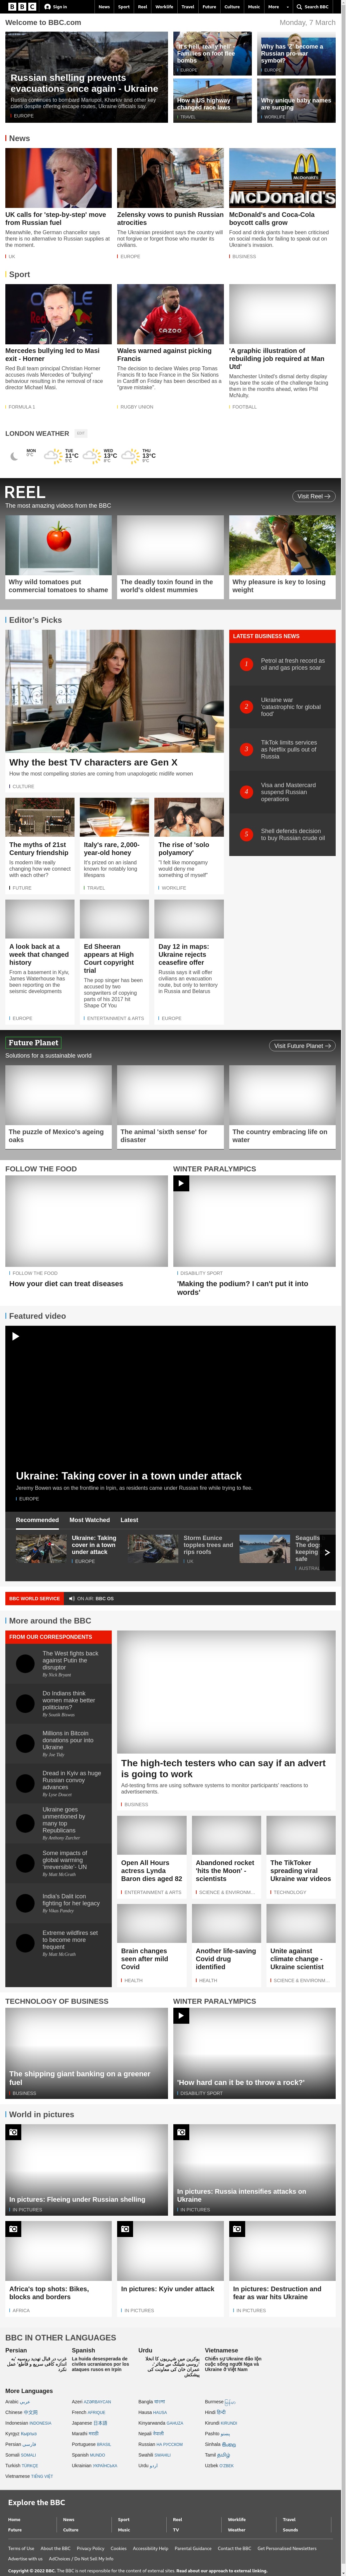 BBC
Sign in
News
Sport
Reel
Worklife
Travel
Future
Culture
Music
More
Search BBC
Welcome to BBC.com
Monday, 7 March
Russian shelling prevents evacuations once again - Ukraine
Russia continues to bombard Mariupol, Kharkiv and other key cities despite offering escape routes, Ukraine officials say.
EUROPE
'It's hell, really hell' - Families on foot flee bombs
EUROPE
Why has 'Z' become a Russian pro-war symbol?
EUROPE
How a US highway changed race laws
TRAVEL
Why unique baby names are surging
WORKLIFE
News
UK calls for 'step-by-step' move from Russian fuel
Meanwhile, the German chancellor says there is no alternative to Russian supplies at the moment.
UK
Zelensky vows to punish Russian atrocities
The Ukrainian president says the country will not forgive or forget those who murder its civilians.
EUROPE
McDonald's
McDonald's and Coca-Cola boycott calls grow
Food and drink giants have been criticised on social media for failing to speak out on Ukraine's invasion.
BUSINESS
Sport
Mercedes bullying led to Masi exit - Horner
Red Bull team principal Christian Horner accuses rivals Mercedes of "bullying" behaviour resulting in the removal of race director Michael Masi.
FORMULA 1
CAZOO
Wales warned against picking Francis
The decision to declare Wales prop Tomas Francis fit to face France in the Six Nations in Cardiff on Friday has been described as a "grave mistake".
RUGBY UNION
'A graphic illustration of rebuilding job required at Man Utd'
Manchester United's dismal derby display lays bare the scale of the challenge facing them in the months ahead, writes Phil McNulty.
FOOTBALL
LONDON WEATHER
MON
0°C
TUE
11°C
5°C
WED
13°C
6°C
THU
13°C
6°C
REEL
Visit Reel
The most amazing videos from the BBC
Why wild tomatoes put commercial tomatoes to shame
The deadly toxin found in the world's oldest mummies
Why pleasure is key to losing weight
Editor's Picks
Why the best TV characters are Gen X
How the most compelling stories are coming from unapologetic midlife women
CULTURE
LATEST BUSINESS NEWS
1 Petrol at fresh record as oil and gas prices soar
2 Ukraine war 'catastrophic for global food'
3 TikTok limits services as Netflix pulls out of Russia
4 Visa and Mastercard suspend Russian operations
5 Shell defends decision to buy Russian crude oil
The myths of 21st Century friendship
Is modern life really changing how we connect with each other?
FUTURE
Italy's rare, 2,000-year-old honey
It's prized on an island known for notably long lifespans
TRAVEL
The rise of 'solo polyamory'
"I felt like monogamy would deny me something of myself"
WORKLIFE
A look back at a week that changed history
From a basement in Kyiv, James Waterhouse has been reporting on the seismic developments
EUROPE
Ed Sheeran appears at High Court copyright trial
The pop singer has been accused by two songwriters of copying parts of his 2017 hit Shape Of You
ENTERTAINMENT & ARTS
Day 12 in maps: Ukraine rejects ceasefire offer
Russia says it will offer civilians an evacuation route, but only to territory in Russia and Belarus
EUROPE
Future Planet
Visit Future Planet
Solutions for a sustainable world
The puzzle of Mexico's ageing oaks
The animal 'sixth sense' for disaster
The country embracing life on water
FOLLOW THE FOOD
FOLLOW THE FOOD
How your diet can treat diseases
WINTER PARALYMPICS
DISABILITY SPORT
'Making the podium? I can't put it into words'
Featured video
Ukraine: Taking cover in a town under attack
Jeremy Bowen was on the frontline in Irpin, as residents came under Russian fire while trying to flee.
EUROPE
Recommended
Most Watched
Latest
Ukraine: Taking cover in a town under attack
EUROPE
Storm Eunice topples trees and rips roofs
UK
BBC WORLD SERVICE
ON AIR: BBC OS
More around the BBC
FROM OUR CORRESPONDENTS
The West fights back against Putin the disruptor
By Nick Bryant
Do Indians think women make better politicians?
By Soutik Biswas
Millions in Bitcoin donations pour into Ukraine
By Joe Tidy
Dread in Kyiv as huge Russian convoy advances
By Lyse Doucet
Ukraine goes unmentioned by many top Republicans
By Anthony Zurcher
Some impacts of global warming 'irreversible'- UN
By Matt McGrath
India's Dalit icon fighting for her legacy
By Vikas Pandey
Extreme wildfires set to become more frequent
By Matt McGrath
The high-tech testers who can say if an advert is going to work
Ad-testing firms are using software systems to monitor participants' reactions to advertisements.
BUSINESS
Open All Hours actress Lynda Baron dies aged 82
ENTERTAINMENT & ARTS
Abandoned rocket 'hits the Moon' - scientists
SCIENCE & ENVIRONM...
The TikToker spreading viral Ukraine war videos
TECHNOLOGY
Brain changes seen after mild Covid
HEALTH
Another life-saving Covid drug identified
HEALTH
Unite against climate change - Ukraine scientist
SCIENCE & ENVIRONM...
TECHNOLOGY OF BUSINESS
The shipping giant banking on a greener fuel
BUSINESS
WINTER PARALYMPICS
'How hard can it be to throw a rock?'
DISABILITY SPORT
World in pictures
In pictures: Fleeing under Russian shelling
IN PICTURES
In pictures: Russia intensifies attacks on Ukraine
IN PICTURES
Africa's top shots: Bikes, blocks and borders
AFRICA
In pictures: Kyiv under attack
IN PICTURES
In pictures: Destruction and fear as war hits Ukraine
IN PICTURES
BBC IN OTHER LANGUAGES
Persian
Spanish
La huida desesperada de civiles ucranianos por los ataques rusos en Irpin
Urdu
Vietnamese
Chiến sự Ukraine đảo lộn cuộc sống người Nga và Ukraine ở Việt Nam
More Languages
Arabic عربي
Azeri AZƏRBAYCAN
Bangla বাংলা
Burmese မြန်မာ
Chinese 中文网
French AFRIQUE
Hausa HAUSA
Hindi हिन्दी
Indonesian INDONESIA
Japanese 日本語
Kinyarwanda GAHUZA
Kirundi KIRUNDI
Kyrgyz Кыргыз
Marathi मराठी
Nepali नेपाली
Pashto پښتو
Persian فارسی
Portuguese BRASIL
Russian НА РУССКОМ
Sinhala සිංහල
Somali SOMALI
Spanish MUNDO
Swahili SWAHILI
Tamil தமிழ்
Turkish TÜRKÇE
Ukrainian УКРАЇНСЬКА
Urdu اردو
Uzbek O'ZBEK
Vietnamese TIẾNG VIỆT
Explore the BBC
Home
News
Sport
Reel
Worklife
Travel
Future
Culture
Music
TV
Weather
Sounds
Terms of Use
About the BBC
Privacy Policy
Cookies
Accessibility Help
Parental Guidance
Contact the BBC
Get Personalised Newsletters
Advertise with us
AdChoices / Do Not Sell My Info
Copyright © 2022 BBC. The BBC is not responsible for the content of external sites. Read about our approach to external linking.